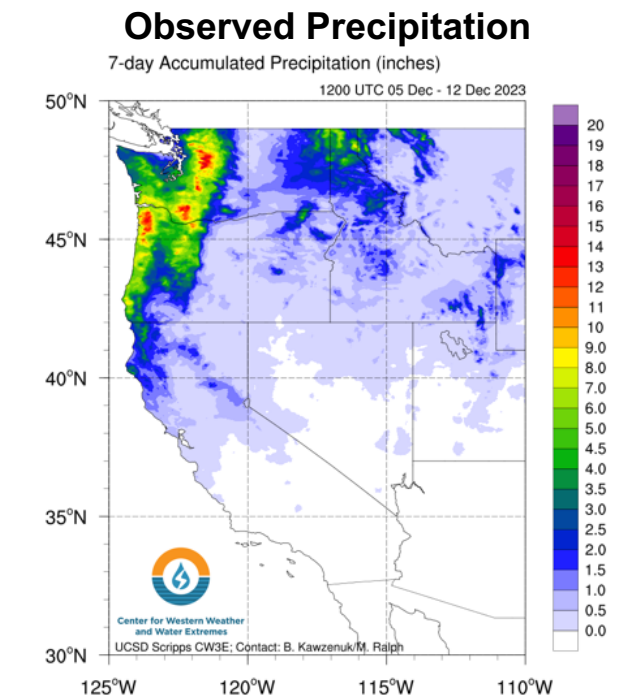 Observed Precipitation
7-day Accumulated Precipitation (inches)
1200 UTC 05 Dec - 12 Dec 2023
50°N
45°N
40°N
35°N
30°N
125°W
120°W
115°W
110°W
20
19
18
17
16
15
14
13
12
11
10
9.0
8.0
7.0
6.0
5.0
4.5
4.0
3.5
3.0
2.5
2.0
1.5
1.0
0.5
0.0
Center for Western Weather
and Water Extremes
UCSD Scripps CW3E; Contact: B. Kawzenuk/M. Ralph